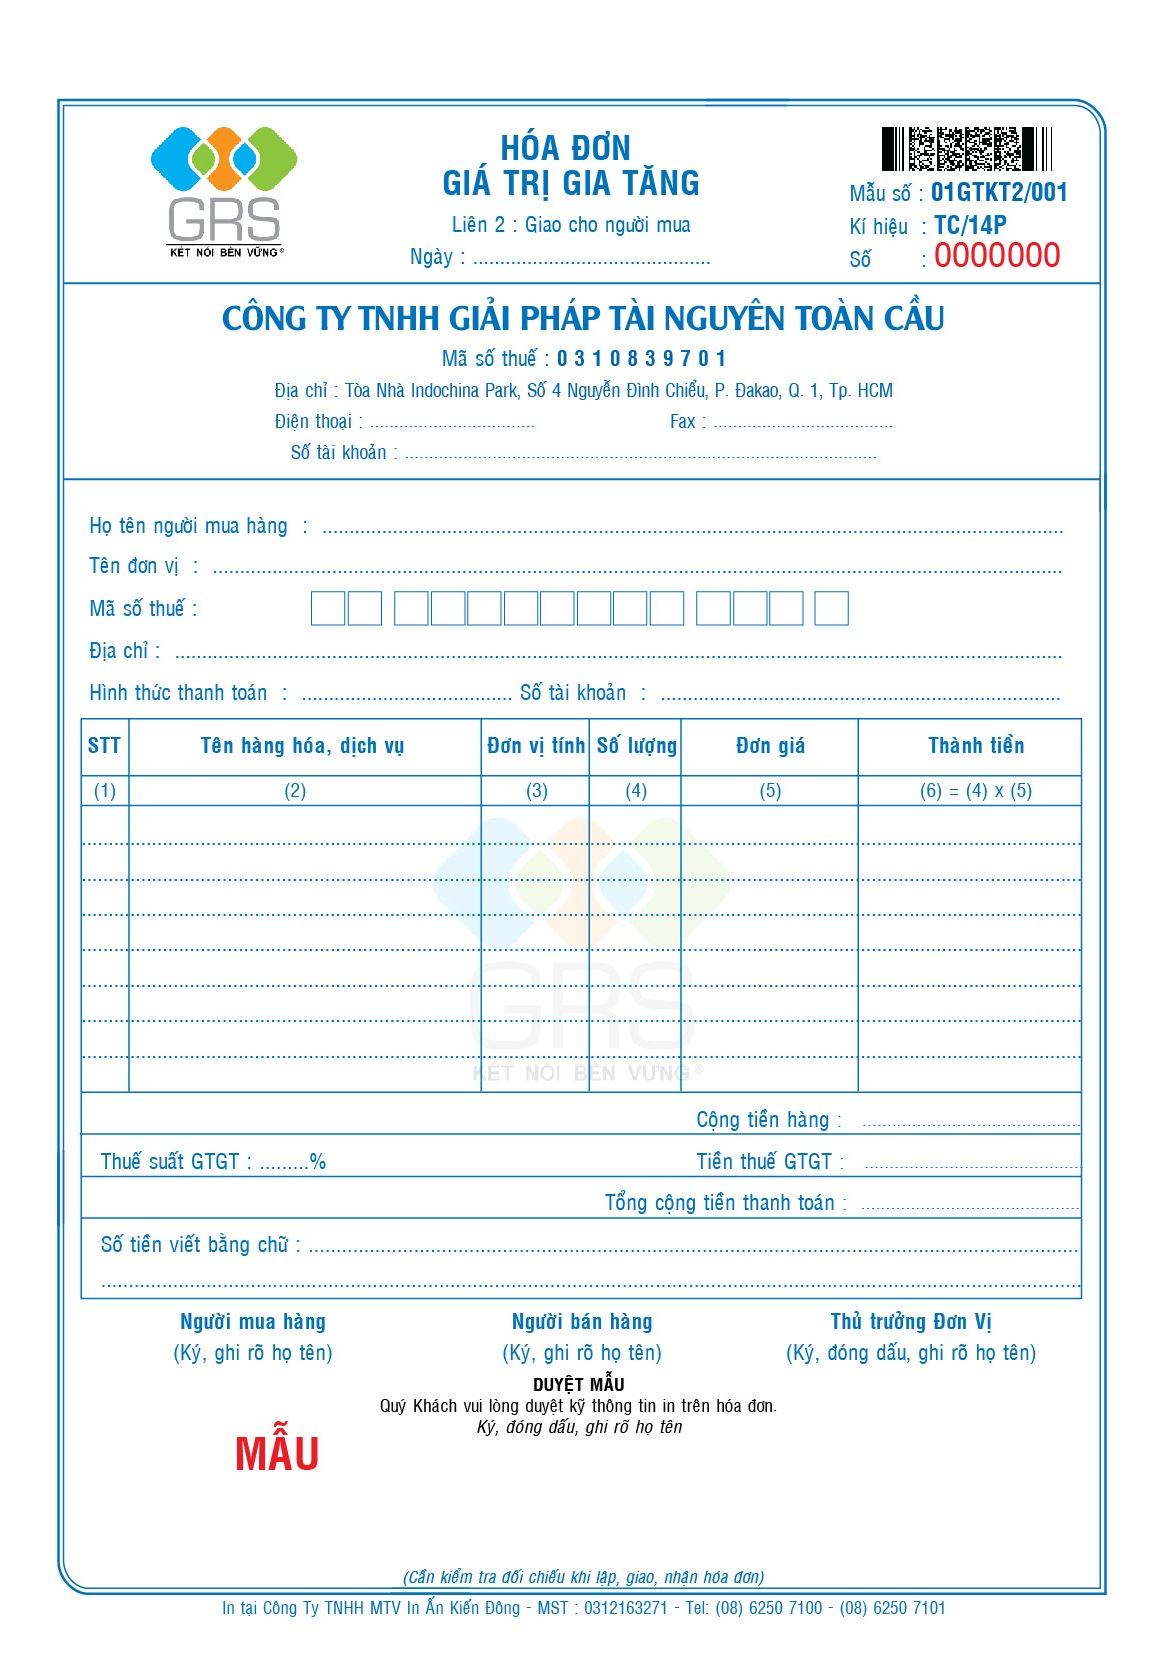 GRS
KẾT NỐI BỀN VỮNG®
HÓA ĐƠN
GIÁ TRỊ GIA TĂNG
Liên 2 : Giao cho người mua
Ngày : ............................................
Mẫu số : 01GTKT2/001
Kí hiệu : TC/14P
Số : 0000000
CÔNG TY TNHH GIẢI PHÁP TÀI NGUYÊN TOÀN CẦU
Mã số thuế : 0 3 1 0 8 3 9 7 0 1
Địa chỉ : Tòa Nhà Indochina Park, Số 4 Nguyễn Đình Chiểu, P. Đakao, Q. 1, Tp. HCM
Điện thoại : ................................. Fax : ....................................
Số tài khoản : ...............................................................................................
Họ tên người mua hàng : ..........................................................................................................................................
Tên đơn vị : ..............................................................................................................................................................
Mã số thuế :
Địa chỉ : .....................................................................................................................................................................
Hình thức thanh toán : ....................................... Số tài khoản : ..........................................................................
STT Tên hàng hóa, dịch vụ Đơn vị tính Số lượng Đơn giá Thành tiền
(1) (2) (3) (4) (5) (6) = (4) x (5)
GRS
KẾT NỐI BỀN VỮNG®
Cộng tiền hàng : ............................................
Thuế suất GTGT : .........% Tiền thuế GTGT : ............................................
Tổng cộng tiền thanh toán : ............................................
Số tiền viết bằng chữ : ...............................................................................................................................................
.......................................................................................................................................................................................
Người mua hàng Người bán hàng Thủ trưởng Đơn Vị
(Ký, ghi rõ họ tên) (Ký, ghi rõ họ tên) (Ký, đóng dấu, ghi rõ họ tên)
DUYỆT MẪU
Quý Khách vui lòng duyệt kỹ thông tin in trên hóa đơn.
Ký, đóng dấu, ghi rõ họ tên
MẪU
(Cần kiểm tra đối chiếu khi lập, giao, nhận hóa đơn)
In tại Công Ty TNHH MTV In Ấn Kiến Đông - MST : 0312163271 - Tel: (08) 6250 7100 - (08) 6250 7101